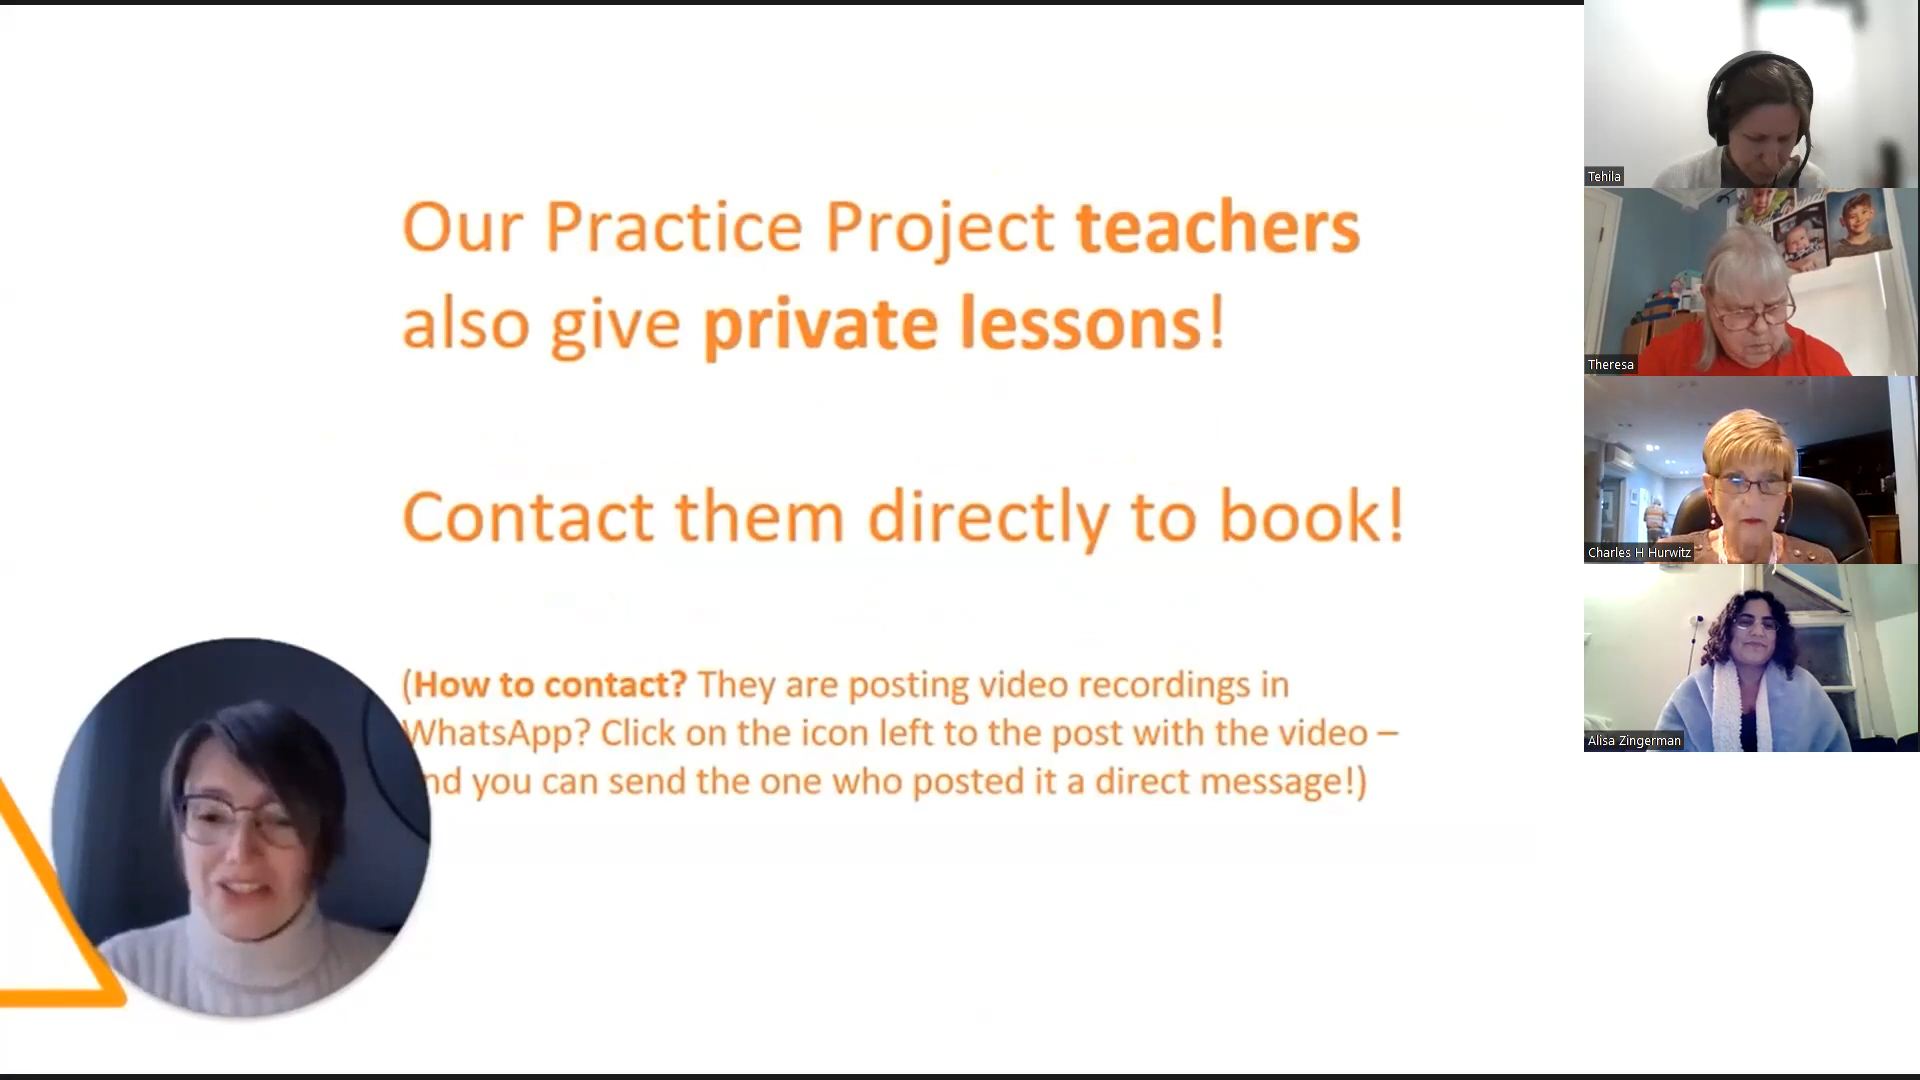 Our Practice Project teachers
also give private lessons!
Contact them directly to book!
(How to contact? They are posting video recordings in
WhatsApp? Click on the icon left to the post with the video –
nd you can send the one who posted it a direct message!)
Tehila
Theresa
Charles H Hurwitz
Alisa Zingerman